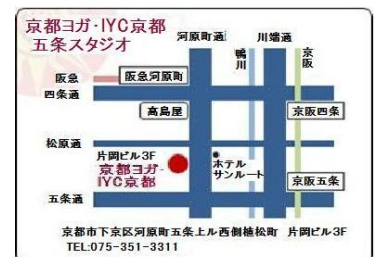 京都ヨガ・IYC京都
五条スタジオ
河原町通
鴨川
川端通
京阪
阪急
阪急河原町
四条通
高島屋
京阪四条
松原通
片岡ビル3F
京都ヨガ・
IYC京都
ホテル
サンルート
京阪五条
五条通
京都市下京区河原町五条上ル西側植松町 片岡ビル3F
TEL:075-351-3311